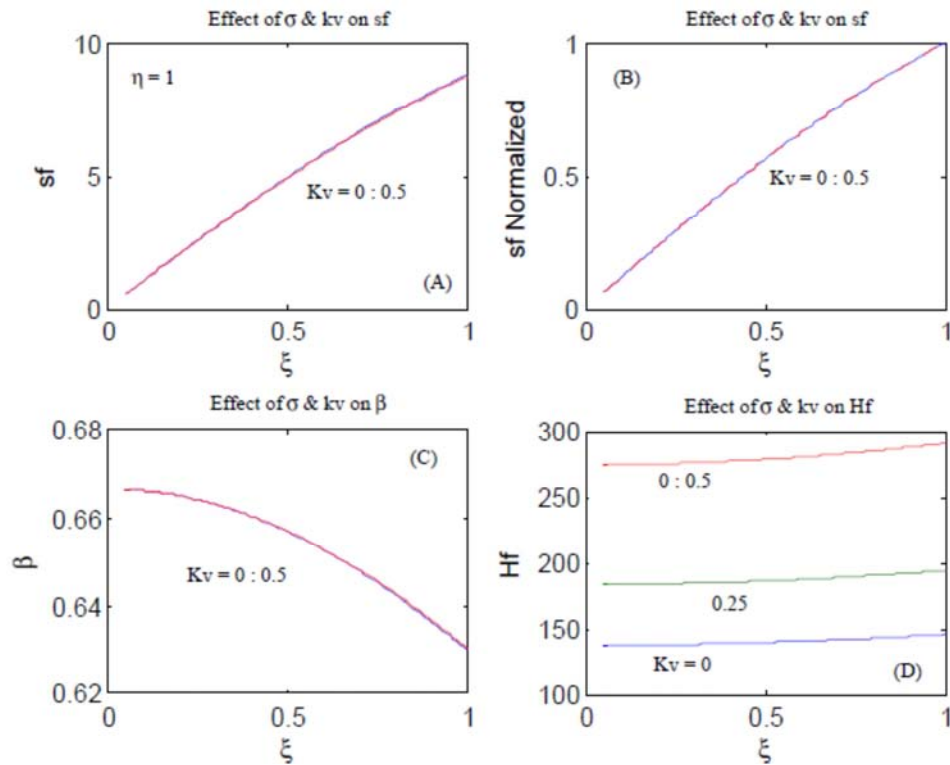 Effect of σ & kv on sf
10
5
0
sf
η = 1
Kv = 0 : 0.5
(A)
0
0.5
1
ξ
Effect of σ & kv on sf
1
0.5
0
sf Normalized
(B)
Kv = 0 : 0.5
0
0.5
1
ξ
Effect of σ & kv on β
0.68
0.66
0.64
0.62
β
(C)
Kv = 0 : 0.5
0
0.5
1
ξ
Effect of σ & kv on Hf
300
250
200
150
100
Hf
0 : 0.5
0.25
Kv = 0
(D)
0
0.5
1
ξ